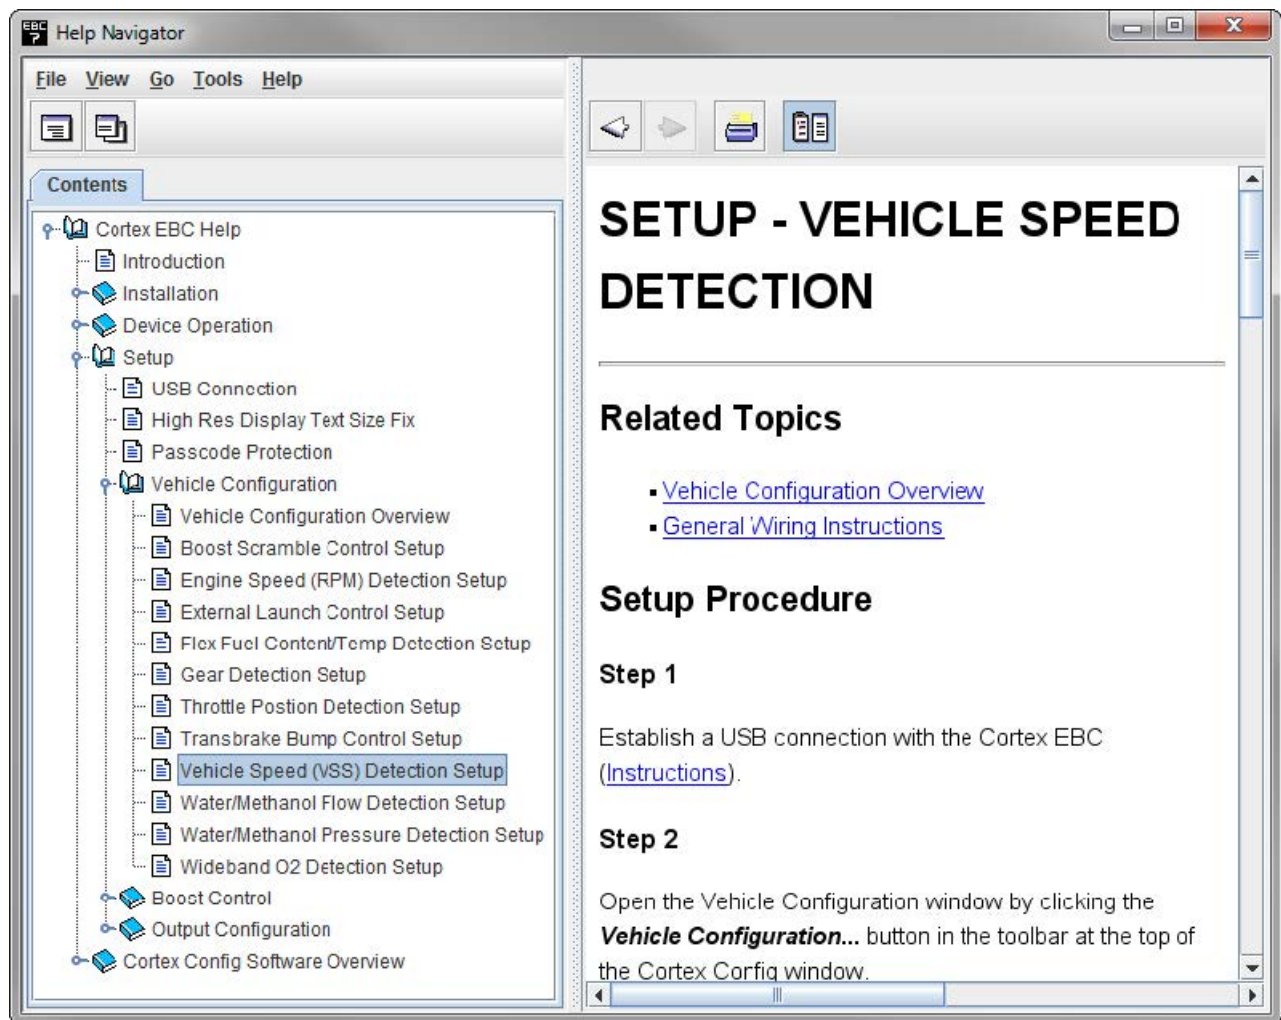 EBC
?
Help Navigator
File View Go Tools Help
Contents
Cortex EBC Help
Introduction
Installation
Device Operation
Setup
USB Connection
High Res Display Text Size Fix
Passcode Protection
Vehicle Configuration
Vehicle Configuration Overview
Boost Scramble Control Setup
Engine Speed (RPM) Detection Setup
External Launch Control Setup
Flex Fuel Content/Temp Detection Setup
Gear Detection Setup
Throttle Postion Detection Setup
Transbrake Bump Control Setup
Vehicle Speed (VSS) Detection Setup
Water/Methanol Flow Detection Setup
Water/Methanol Pressure Detection Setup
Wideband O2 Detection Setup
Boost Control
Output Configuration
Cortex Config Software Overview
SETUP - VEHICLE SPEED
DETECTION
Related Topics
Vehicle Configuration Overview
General Wiring Instructions
Setup Procedure
Step 1
Establish a USB connection with the Cortex EBC
(Instructions).
Step 2
Open the Vehicle Configuration window by clicking the
Vehicle Configuration... button in the toolbar at the top of
the Cortex Config window.